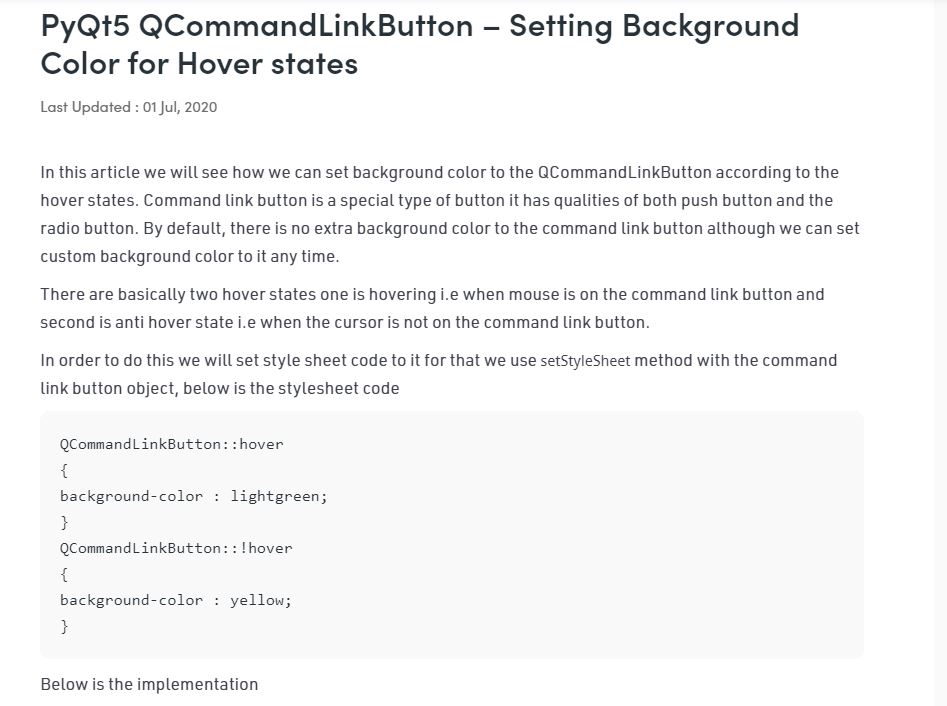 PyQt5 QCommandLinkButton – Setting Background
Color for Hover states
Last Updated : 01 Jul, 2020
In this article we will see how we can set background color to the QCommandLinkButton according to the
hover states. Command link button is a special type of button it has qualities of both push button and the
radio button. By default, there is no extra background color to the command link button although we can set
custom background color to it any time.
There are basically two hover states one is hovering i.e when mouse is on the command link button and
second is anti hover state i.e when the cursor is not on the command link button.
In order to do this we will set style sheet code to it for that we use setStyleSheet method with the command
link button object, below is the stylesheet code
QCommandLinkButton::hover
{
background-color : lightgreen;
}
QCommandLinkButton::!hover
{
background-color : yellow;
}
Below is the implementation